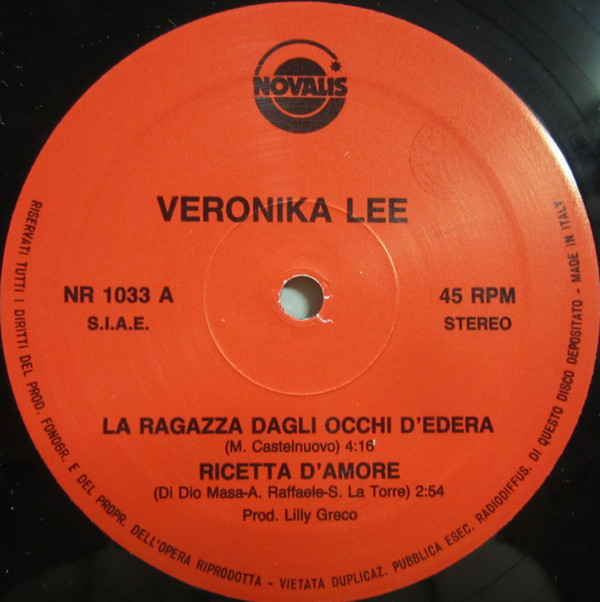 NOVALIS
VERONIKA LEE
NR 1033 A
45 RPM
S.I.A.E.
STEREO
LA RAGAZZA DAGLI OCCHI D'EDERA
(M. Castelnuovo) 4:16
RICETTA D'AMORE
(Di Dio Masa-A. Raffaele-S. La Torre) 2:54
Prod. Lilly Greco
RISERVATI TUTTI I DIRITTI DEL PROD. FONOGR. E DEL PROPR. DELL'OPERA RIPRODOTTA - VIETATA DUPLICAZ. PUBBLICA ESEC. RADIODIFFUS. DI QUESTO DISCO DEPOSITATO - MADE IN ITALY